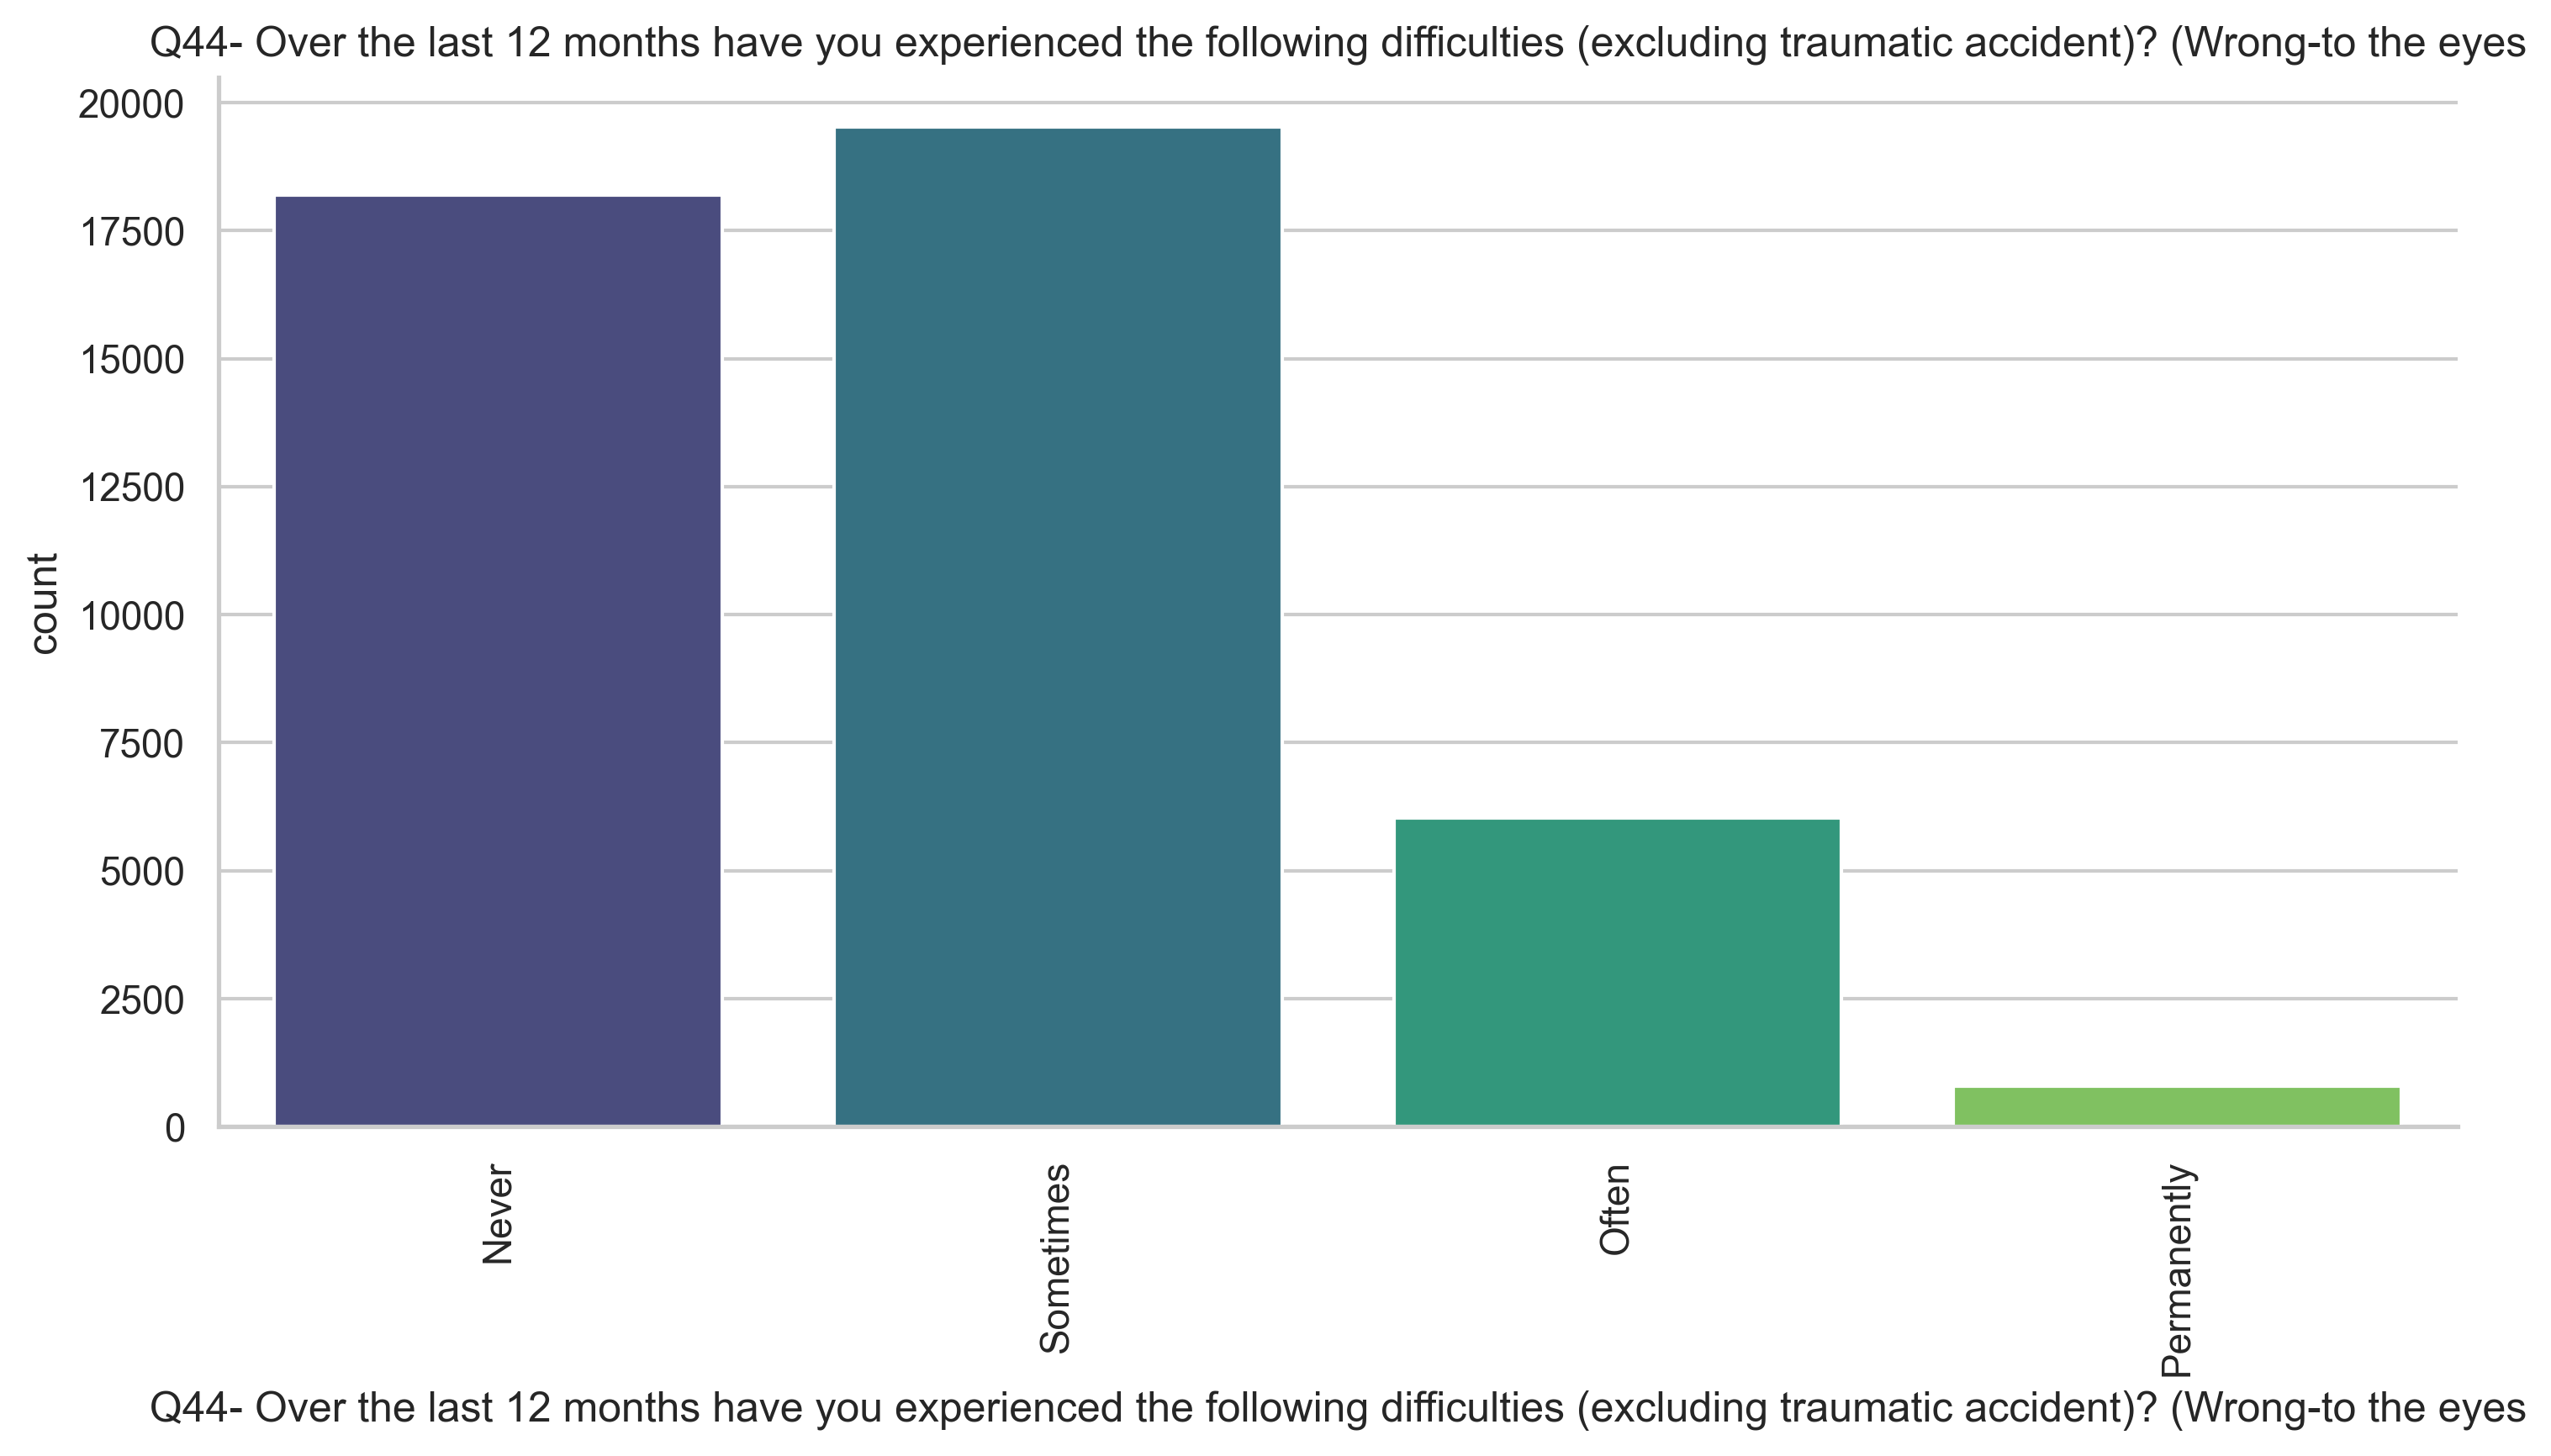 Q44- Over the last 12 months have you experienced the following difficulties (excluding traumatic accident)? (Wrong-to the eyes
20000
17500
15000
12500
10000
7500
5000
2500
0
count
Never
Sometimes
Often
Permanently
Q44- Over the last 12 months have you experienced the following difficulties (excluding traumatic accident)? (Wrong-to the eyes